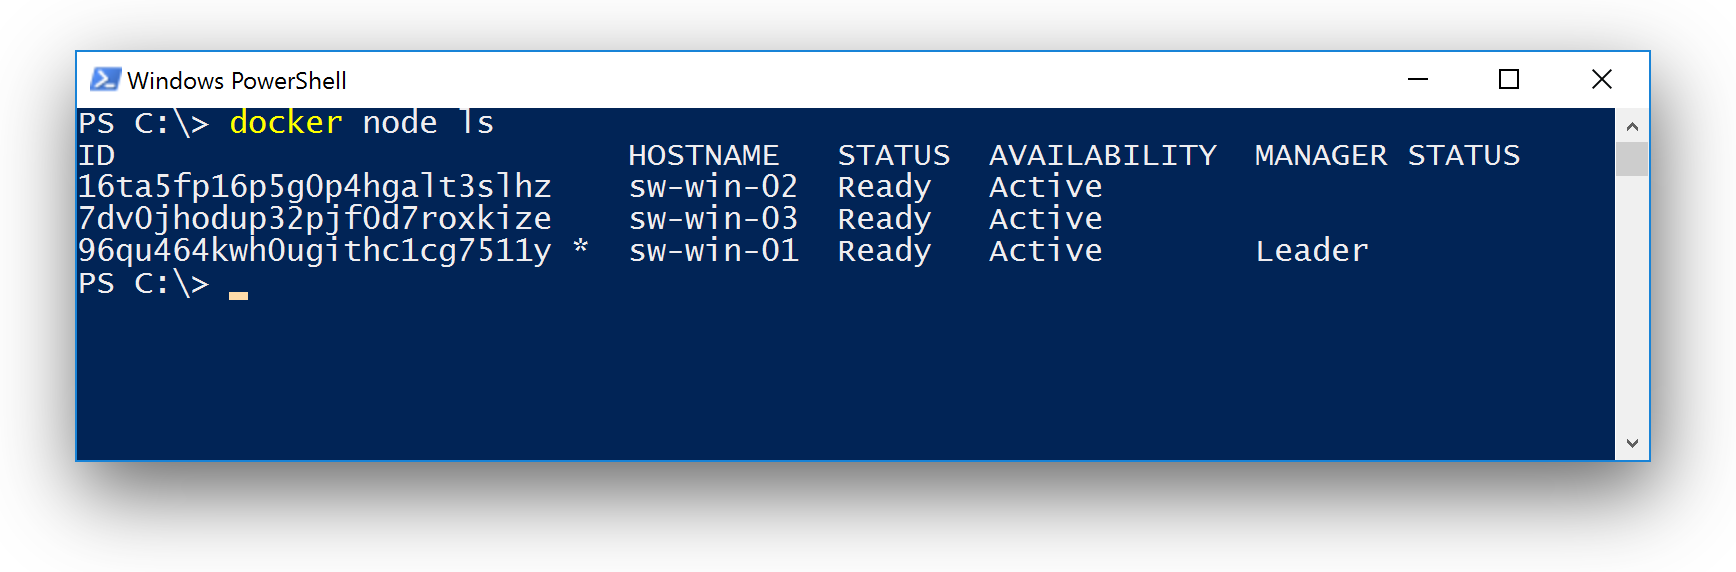 Windows PowerShell
PS C:\> docker node ls
ID                           HOSTNAME   STATUS  AVAILABILITY  MANAGER STATUS
16ta5fp16p5g0p4hgalt3slhz    sw-win-02  Ready   Active
7dv0jhodup32pjf0d7roxkize    sw-win-03  Ready   Active
96qu464kwh0ugithc1cg7511y *  sw-win-01  Ready   Active        Leader
PS C:\>